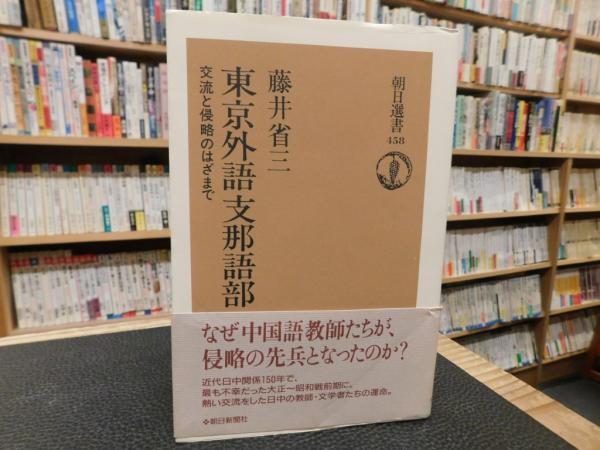 朝日選書
458
藤井省三
東京外語支那語部
交流と侵略のはざまで
なぜ中国語教師たちが、
侵略の先兵となったのか?
近代日中関係150年で、
最も不幸だった大正〜昭和戦前期に。
熱い交流をした日中の教師・文学者たちの運命。
朝日新聞社